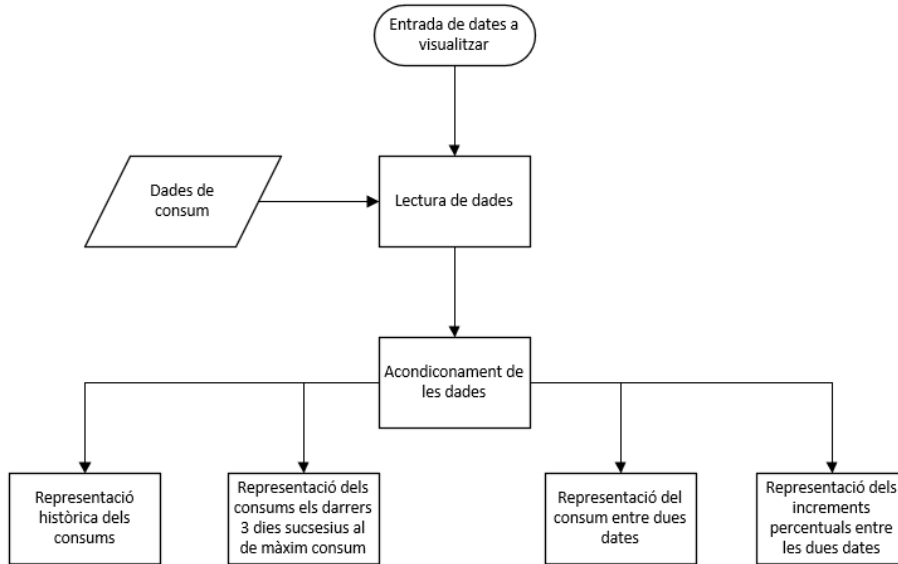 Entrada de dates a
visualitzar
Dades de
consum
Lectura de dades
Acondiconament de
les dades
Representació
històrica dels
consums
Representació dels
consums els darrers
3 dies sucsesius al
de màxim consum
Representació del
consum entre dues
dates
Representació dels
increments
percentuals entre
les dues dates